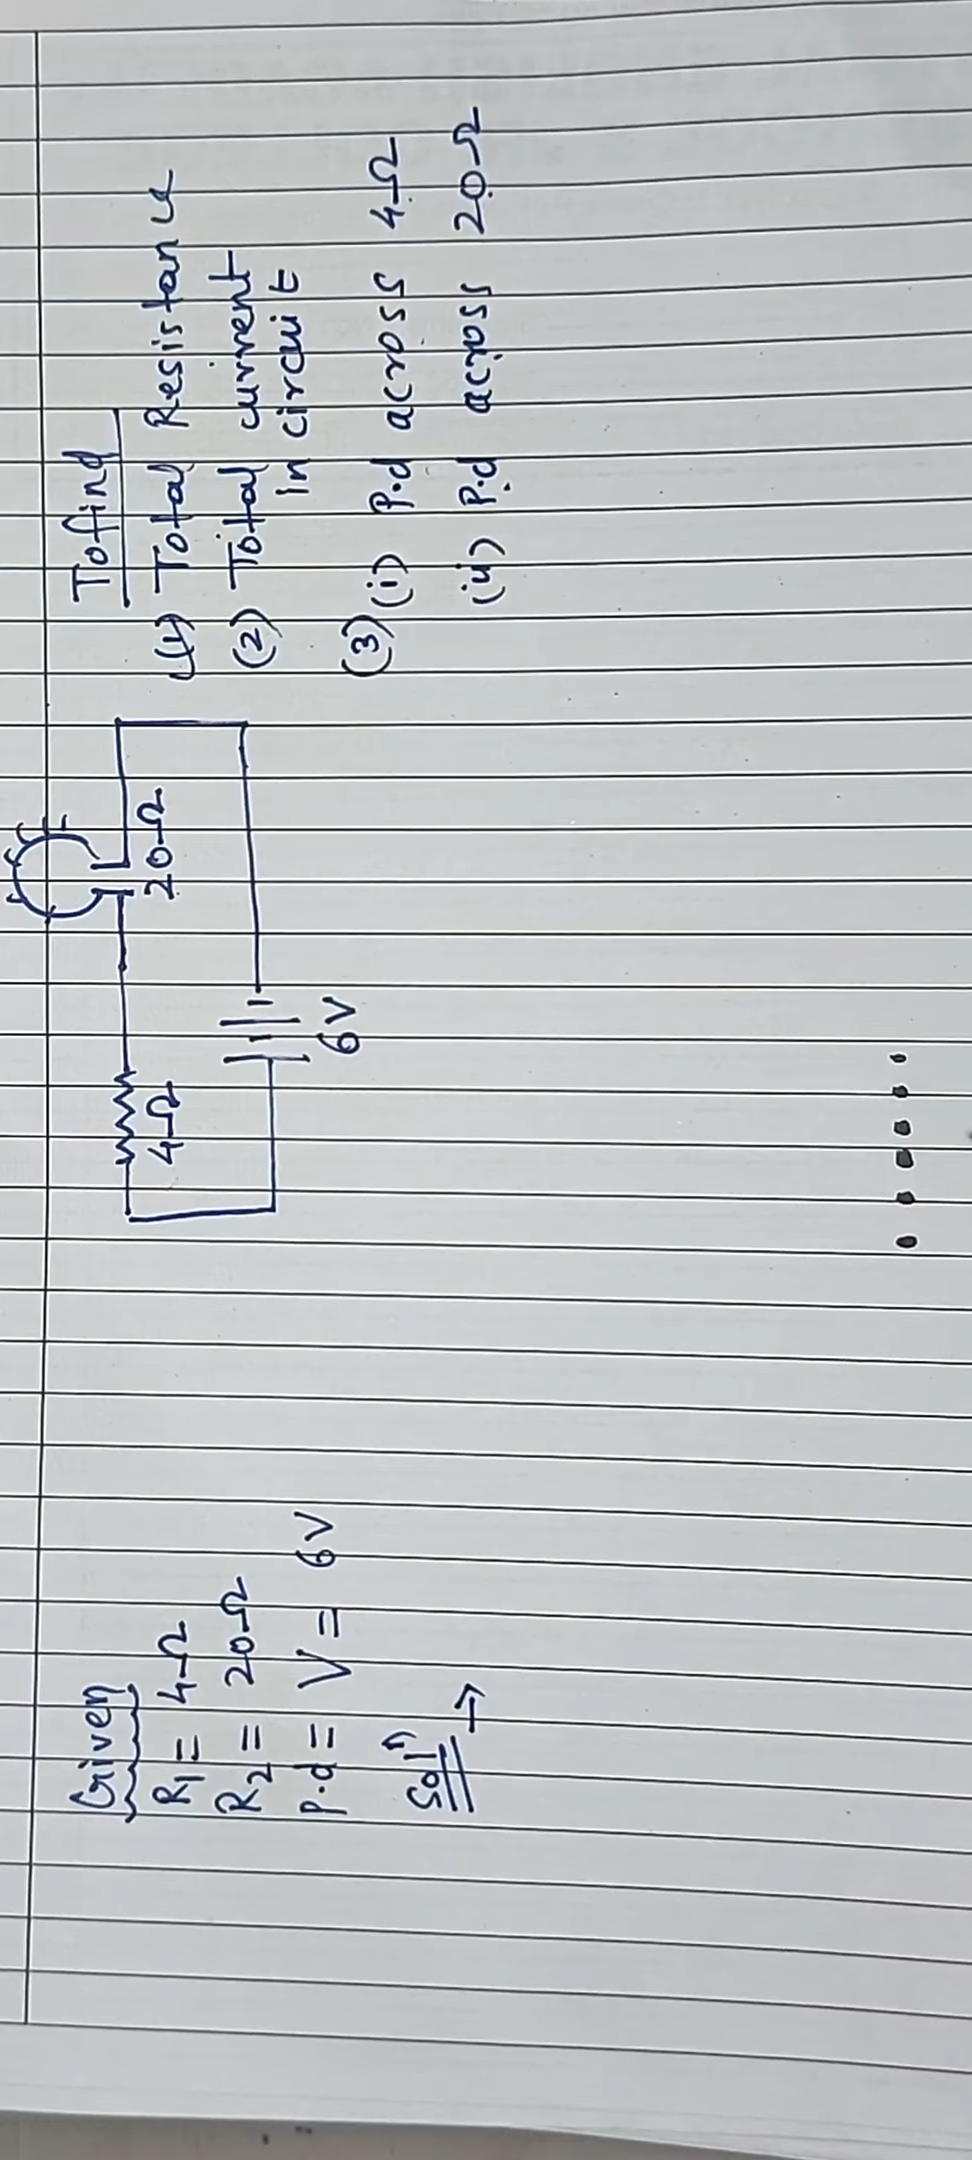 Given
R1 = 4Ω
R2 = 20Ω
P.d = V = 6V
Solⁿ →
4Ω
20Ω
6V
To find
(1) Total Resistance
(2) Total current
in circuit
(3) (i) P.d across 4Ω
(ii) P.d across 20Ω